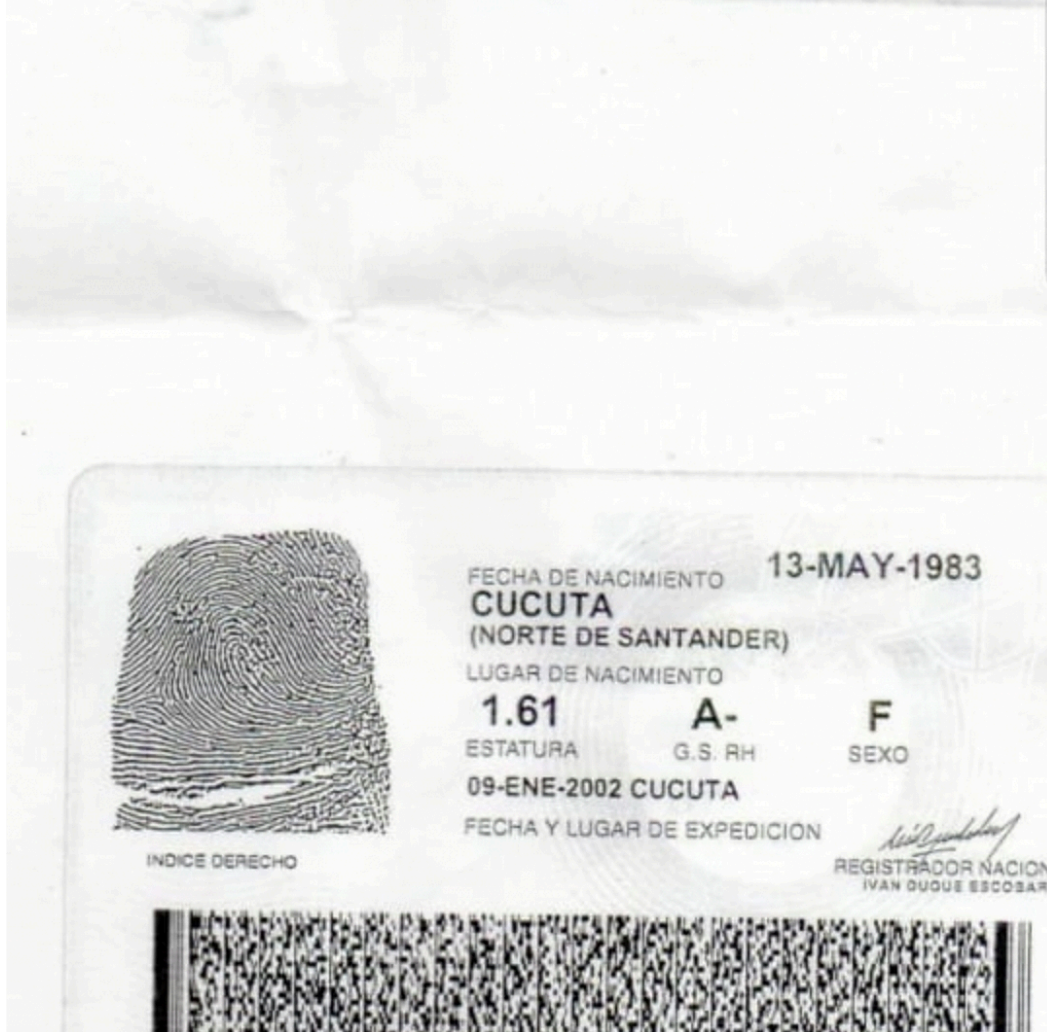 13-MAY-1983
FECHA DE NACIMIENTO
CUCUTA
(NORTE DE SANTANDER)
LUGAR DE NACIMIENTO
1.61 A- F
ESTATURA G.S. RH SEXO
09-ENE-2002 CUCUTA
FECHA Y LUGAR DE EXPEDICION
REGISTRADOR NACION
IVAN DUQUE ESCOBAR
INDICE DERECHO